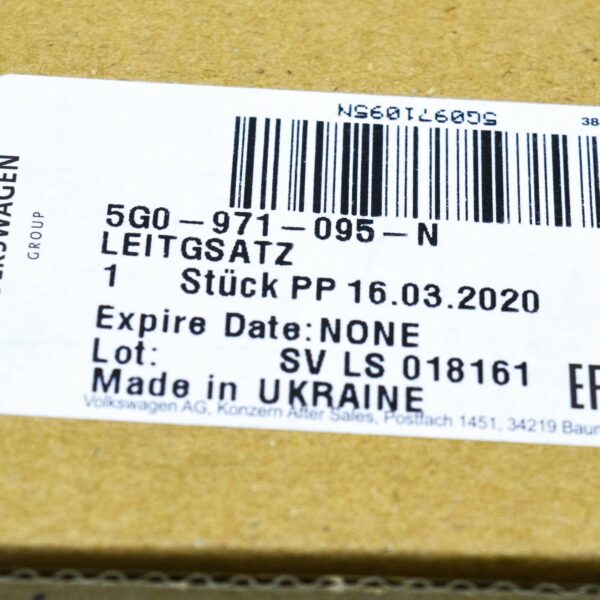 5G0971095N
5G0-971-095-N
LEITGSATZ
1 Stück PP 16.03.2020
Expire Date: NONE
Lot: SV LS 018161
Made in UKRAINE
Volkswagen AG, Konzern After Sales, Postfach 1451, 34219
GROUP